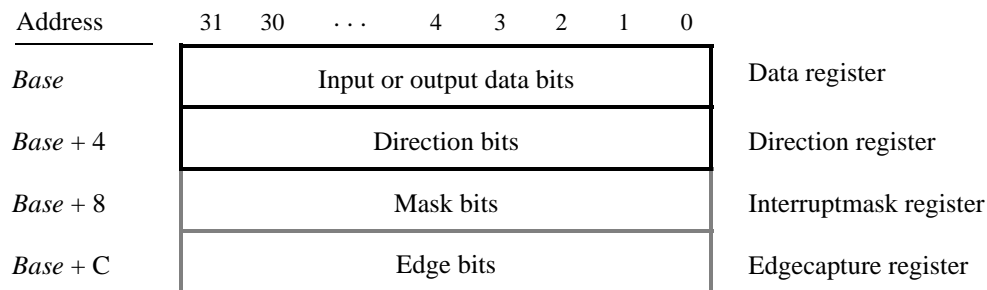 Address 31 30 . . . 4 3 2 1 0
Base Input or output data bits Data register
Base + 4 Direction bits Direction register
Base + 8 Mask bits Interruptmask register
Base + C Edge bits Edgecapture register